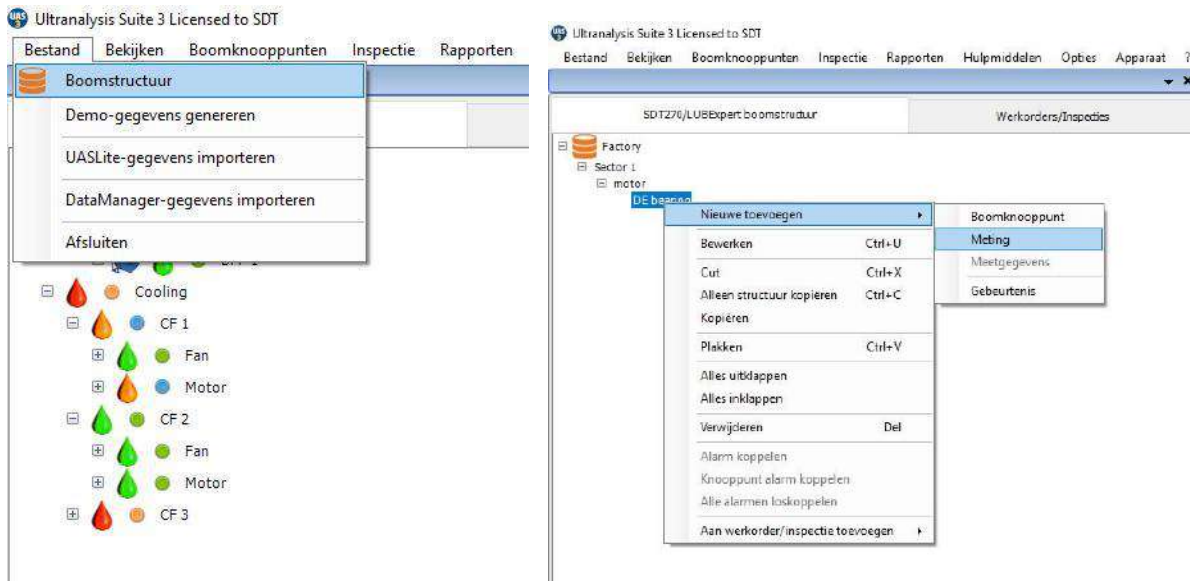 Ultranalysis Suite 3 Licensed to SDT
Bestand Bekijken Boomknooppunten Inspectie Rapporten
Boomstructuur
Demo-gegevens genereren
UASLite-gegevens importeren
DataManager-gegevens importeren
Afsluiten
Cooling
CF 1
Fan
Motor
CF 2
Fan
Motor
CF 3
Ultranalysis Suite 3 Licensed to SDT
Bestand Bekijken Boomknooppunten Inspectie Rapporten Hulpmiddelen Opties Apparaat ?
SDT270/LUBExpert boomstructuur Werkorders/Inspecties
Factory
Sector 1
motor
DE bearing
Nieuwe toevoegen
Bewerken Ctrl+U
Cut Ctrl+X
Alleen structuur kopiëren Ctrl+C
Kopiëren
Plakken Ctrl+V
Alles uitklappen
Alles inklappen
Verwijderen Del
Alarm koppelen
Knooppunt alarm koppelen
Alle alarmen loskoppelen
Aan werkorder/inspectie toevoegen
Boomknooppunt
Meting
Meetgegevens
Gebeurtenis